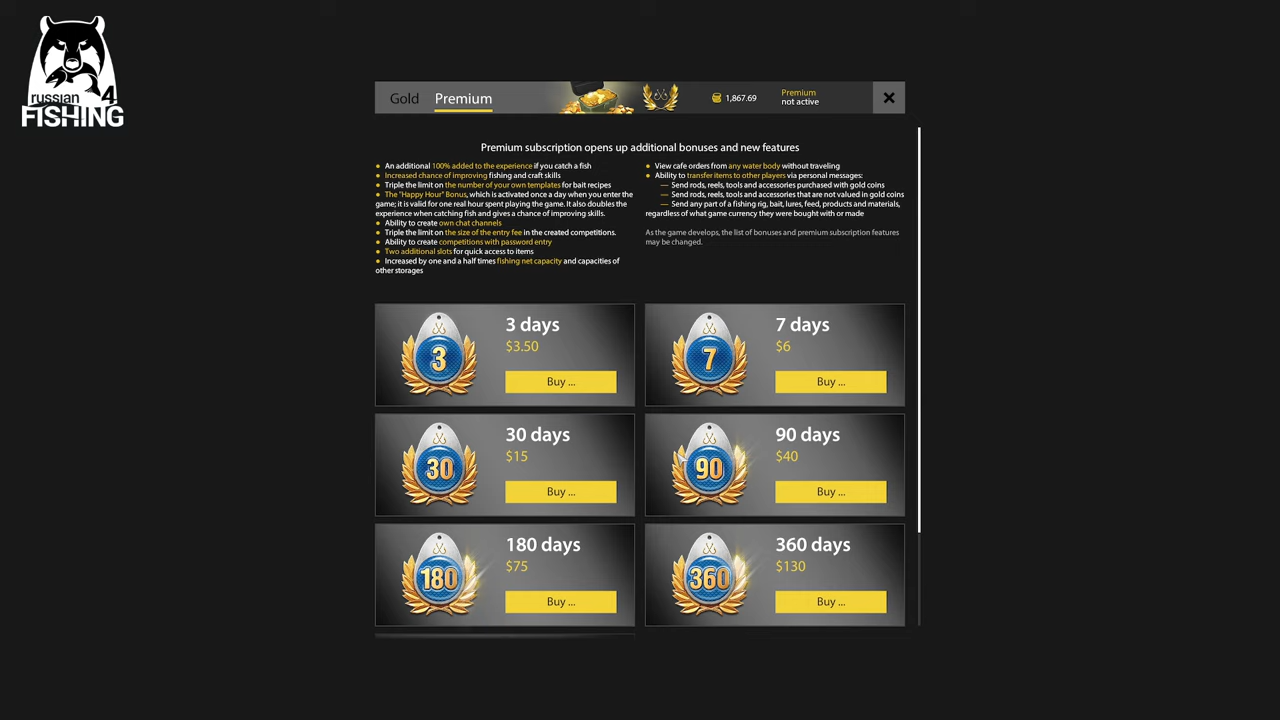 russian 4
FISHING
Gold
Premium
1,867.69
Premium
not active
Premium subscription opens up additional bonuses and new features
● An additional 100% added to the experience if you catch a fish
● Increased chance of improving fishing and craft skills
● Triple the limit on the number of your own templates for bait recipes
● The "Happy Hour" Bonus, which is activated once a day when you enter the
game; it is valid for one real hour spent playing the game. It also doubles the
experience when catching fish and gives a chance of improving skills.
● Ability to create own chat channels
● Triple the limit on the size of the entry fee in the created competitions.
● Ability to create competitions with password entry
● Two additional slots for quick access to items
● Increased by one and a half times fishing net capacity and capacities of
other storages
● View cafe orders from any water body without traveling
● Ability to transfer items to other players via personal messages:
— Send rods, reels, tools and accessories purchased with gold coins
— Send rods, reels, tools and accessories that are not valued in gold coins
— Send any part of a fishing rig, bait, lures, feed, products and materials,
regardless of what game currency they were bought with or made
As the game develops, the list of bonuses and premium subscription features
may be changed.
3
3 days
$3.50
Buy ...
7
7 days
$6
Buy ...
30
30 days
$15
Buy ...
90
90 days
$40
Buy ...
180
180 days
$75
Buy ...
360
360 days
$130
Buy ...